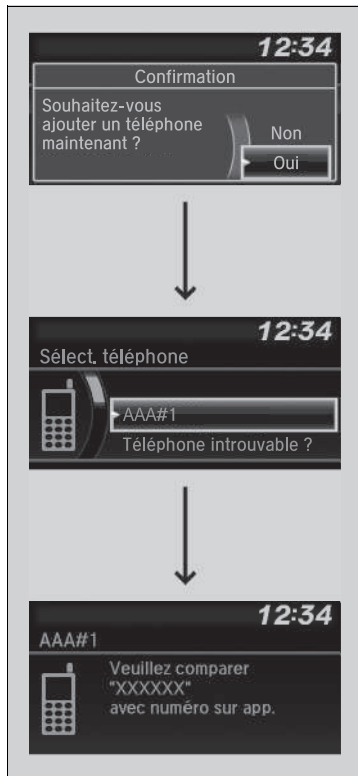 12:34
Confirmation
Souhaitez-vous
ajouter un téléphone
maintenant ?
Non
Oui
12:34
Sélect. téléphone
AAA#1
Téléphone introuvable ?
12:34
AAA#1
Veuillez comparer
"XXXXXX"
avec numéro sur app.